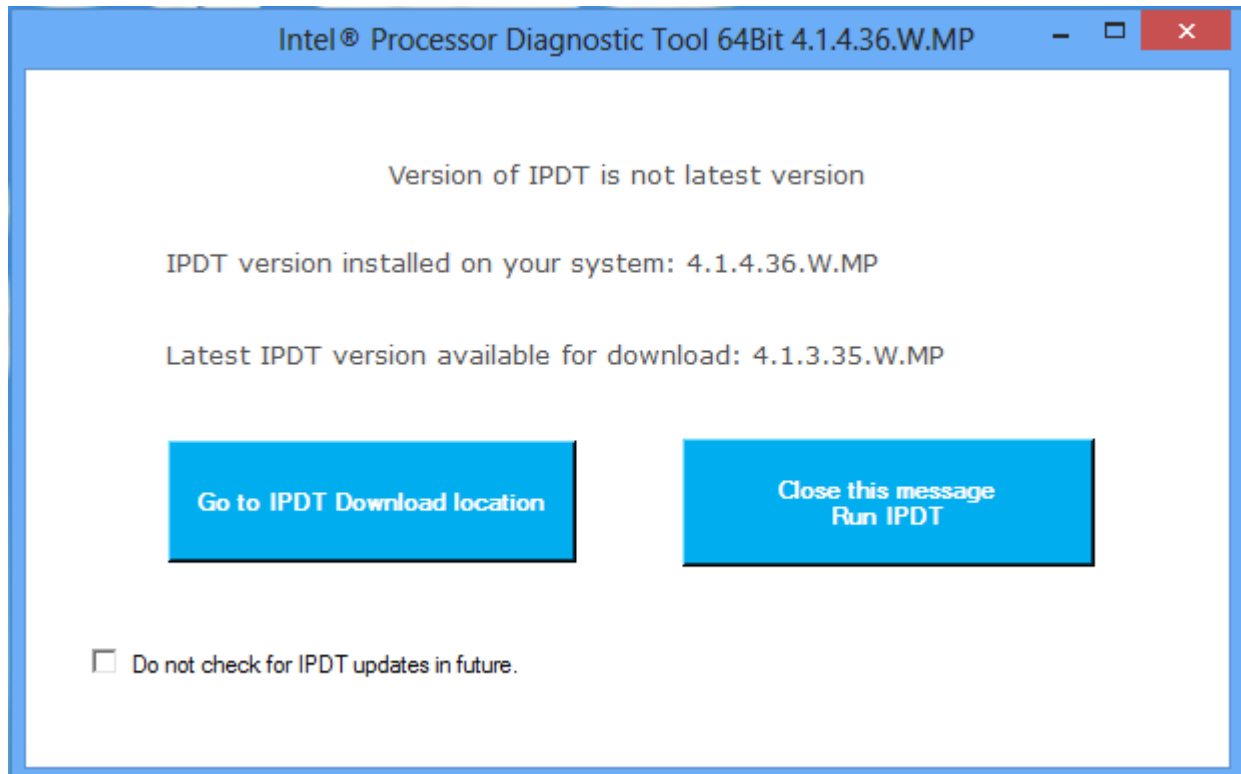 Intel® Processor Diagnostic Tool 64Bit 4.1.4.36.W.MP
Version of IPDT is not latest version
IPDT version installed on your system: 4.1.4.36.W.MP
Latest IPDT version available for download: 4.1.3.35.W.MP
Go to IPDT Download location
Close this message
Run IPDT
Do not check for IPDT updates in future.